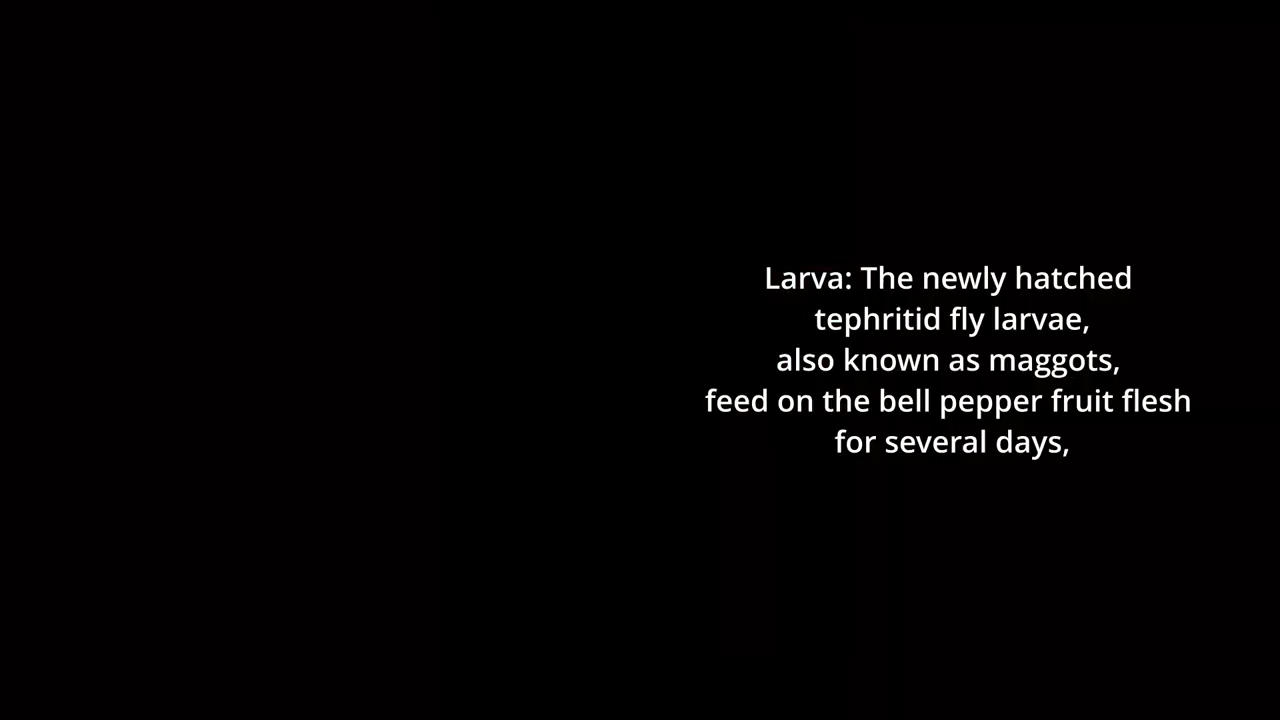 Larva: The newly hatched
tephritid fly larvae,
also known as maggots,
feed on the bell pepper fruit flesh
for several days,